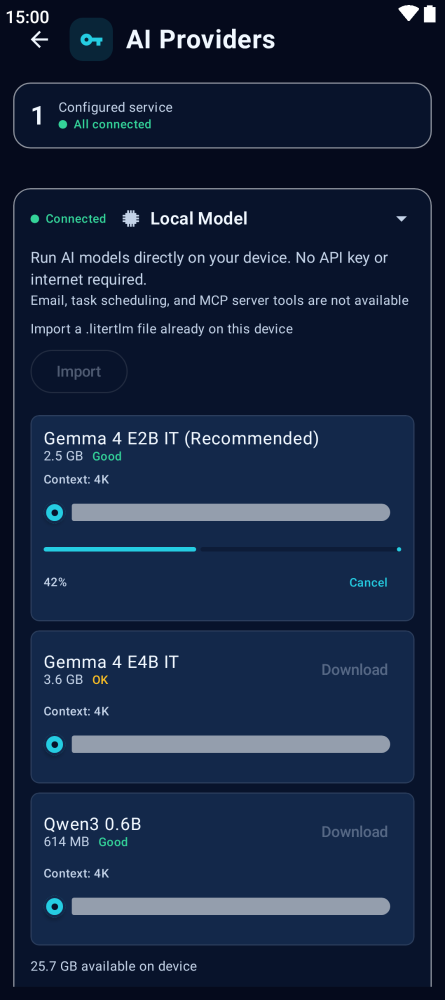 15:00
AI Providers
1
Configured service
All connected
Connected
Local Model
Run AI models directly on your device. No API key or
internet required.
Email, task scheduling, and MCP server tools are not available
Import a .litertlm file already on this device
Import
Gemma 4 E2B IT (Recommended)
2.5 GB Good
Context: 4K
42%
Cancel
Gemma 4 E4B IT
3.6 GB OK
Download
Context: 4K
Qwen3 0.6B
614 MB Good
Download
Context: 4K
25.7 GB available on device